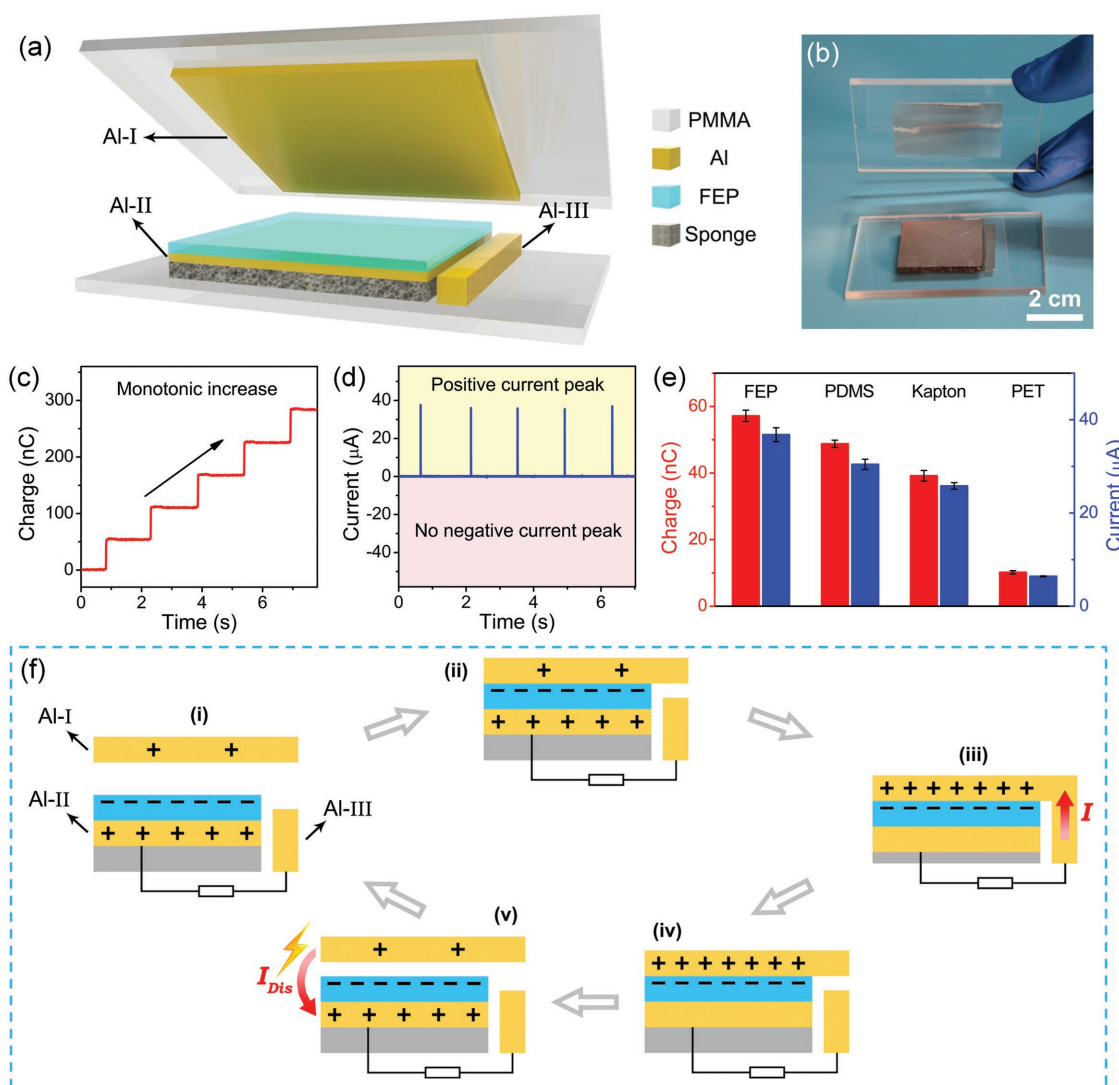 (a)
Al-I
Al-II
Al-III
PMMA
Al
FEP
Sponge
(b)
2 cm
(c)
Monotonic increase
Charge (nC)
300
200
100
0
0 2 4 6
Time (s)
(d)
Positive current peak
No negative current peak
Current (μA)
40
20
0
-20
-40
0 2 4 6
Time (s)
(e)
FEP PDMS Kapton PET
Charge (nC)
60
40
20
0
40
20
0
Current (μA)
(f)
(i)
Al-I
Al-II
Al-III
+ +
− − − − − − −
+ + + + +
(ii)
+ +
− − − − − − −
+ + + + +
(iii)
+ + + + + + +
− − − − − − −
I
(iv)
+ + + + + + +
− − − − − − −
(v)
+ +
− − − − − − −
+ + + + +
I Dis